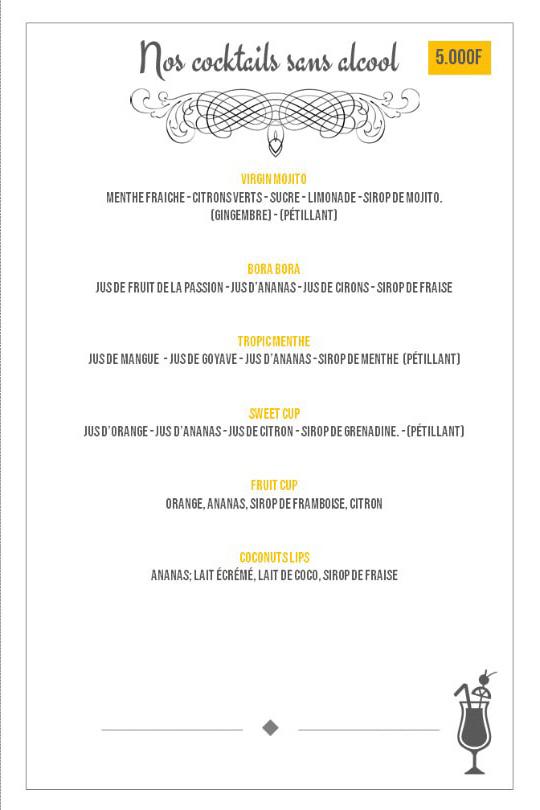 Nos cocktails sans alcool
5.000F
VIRGIN MOJITO
MENTHE FRAICHE - CITRONS VERTS - SUCRE - LIMONADE - SIROP DE MOJITO.
(GINGEMBRE) - (PÉTILLANT)
BORA BORA
JUS DE FRUIT DE LA PASSION - JUS D'ANANAS - JUS DE CIRONS - SIROP DE FRAISE
TROPIC MENTHE
JUS DE MANGUE - JUS DE GOYAVE - JUS D'ANANAS - SIROP DE MENTHE (PÉTILLANT)
SWEET CUP
JUS D'ORANGE - JUS D'ANANAS - JUS DE CITRON - SIROP DE GRENADINE. - (PÉTILLANT)
FRUIT CUP
ORANGE, ANANAS, SIROP DE FRAMBOISE, CITRON
COCONUTS LIPS
ANANAS; LAIT ÉCRÉMÉ, LAIT DE COCO, SIROP DE FRAISE